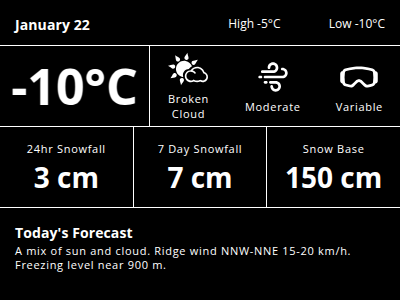 January 22 High -5°C Low -10°C
-10°C
Broken Cloud
Moderate
Variable
24hr Snowfall
3 cm
7 Day Snowfall
7 cm
Snow Base
150 cm
Today's Forecast
A mix of sun and cloud. Ridge wind NNW-NNE 15-20 km/h.
Freezing level near 900 m.